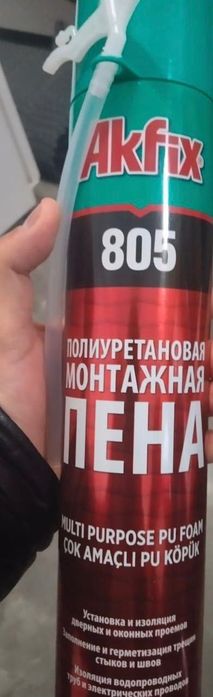 Akfix
805
ПОЛИУРЕТАНОВАЯ
МОНТАЖНАЯ
ПЕНА
MULTI PURPOSE PU FOAM
ÇOK AMAÇLI PU KÖPÜK
Установка и изоляция
дверных и оконных проемов
Заполнение и герметизация трещин
стыков и швов
Изоляция водопроводных
труб и электрических проводов